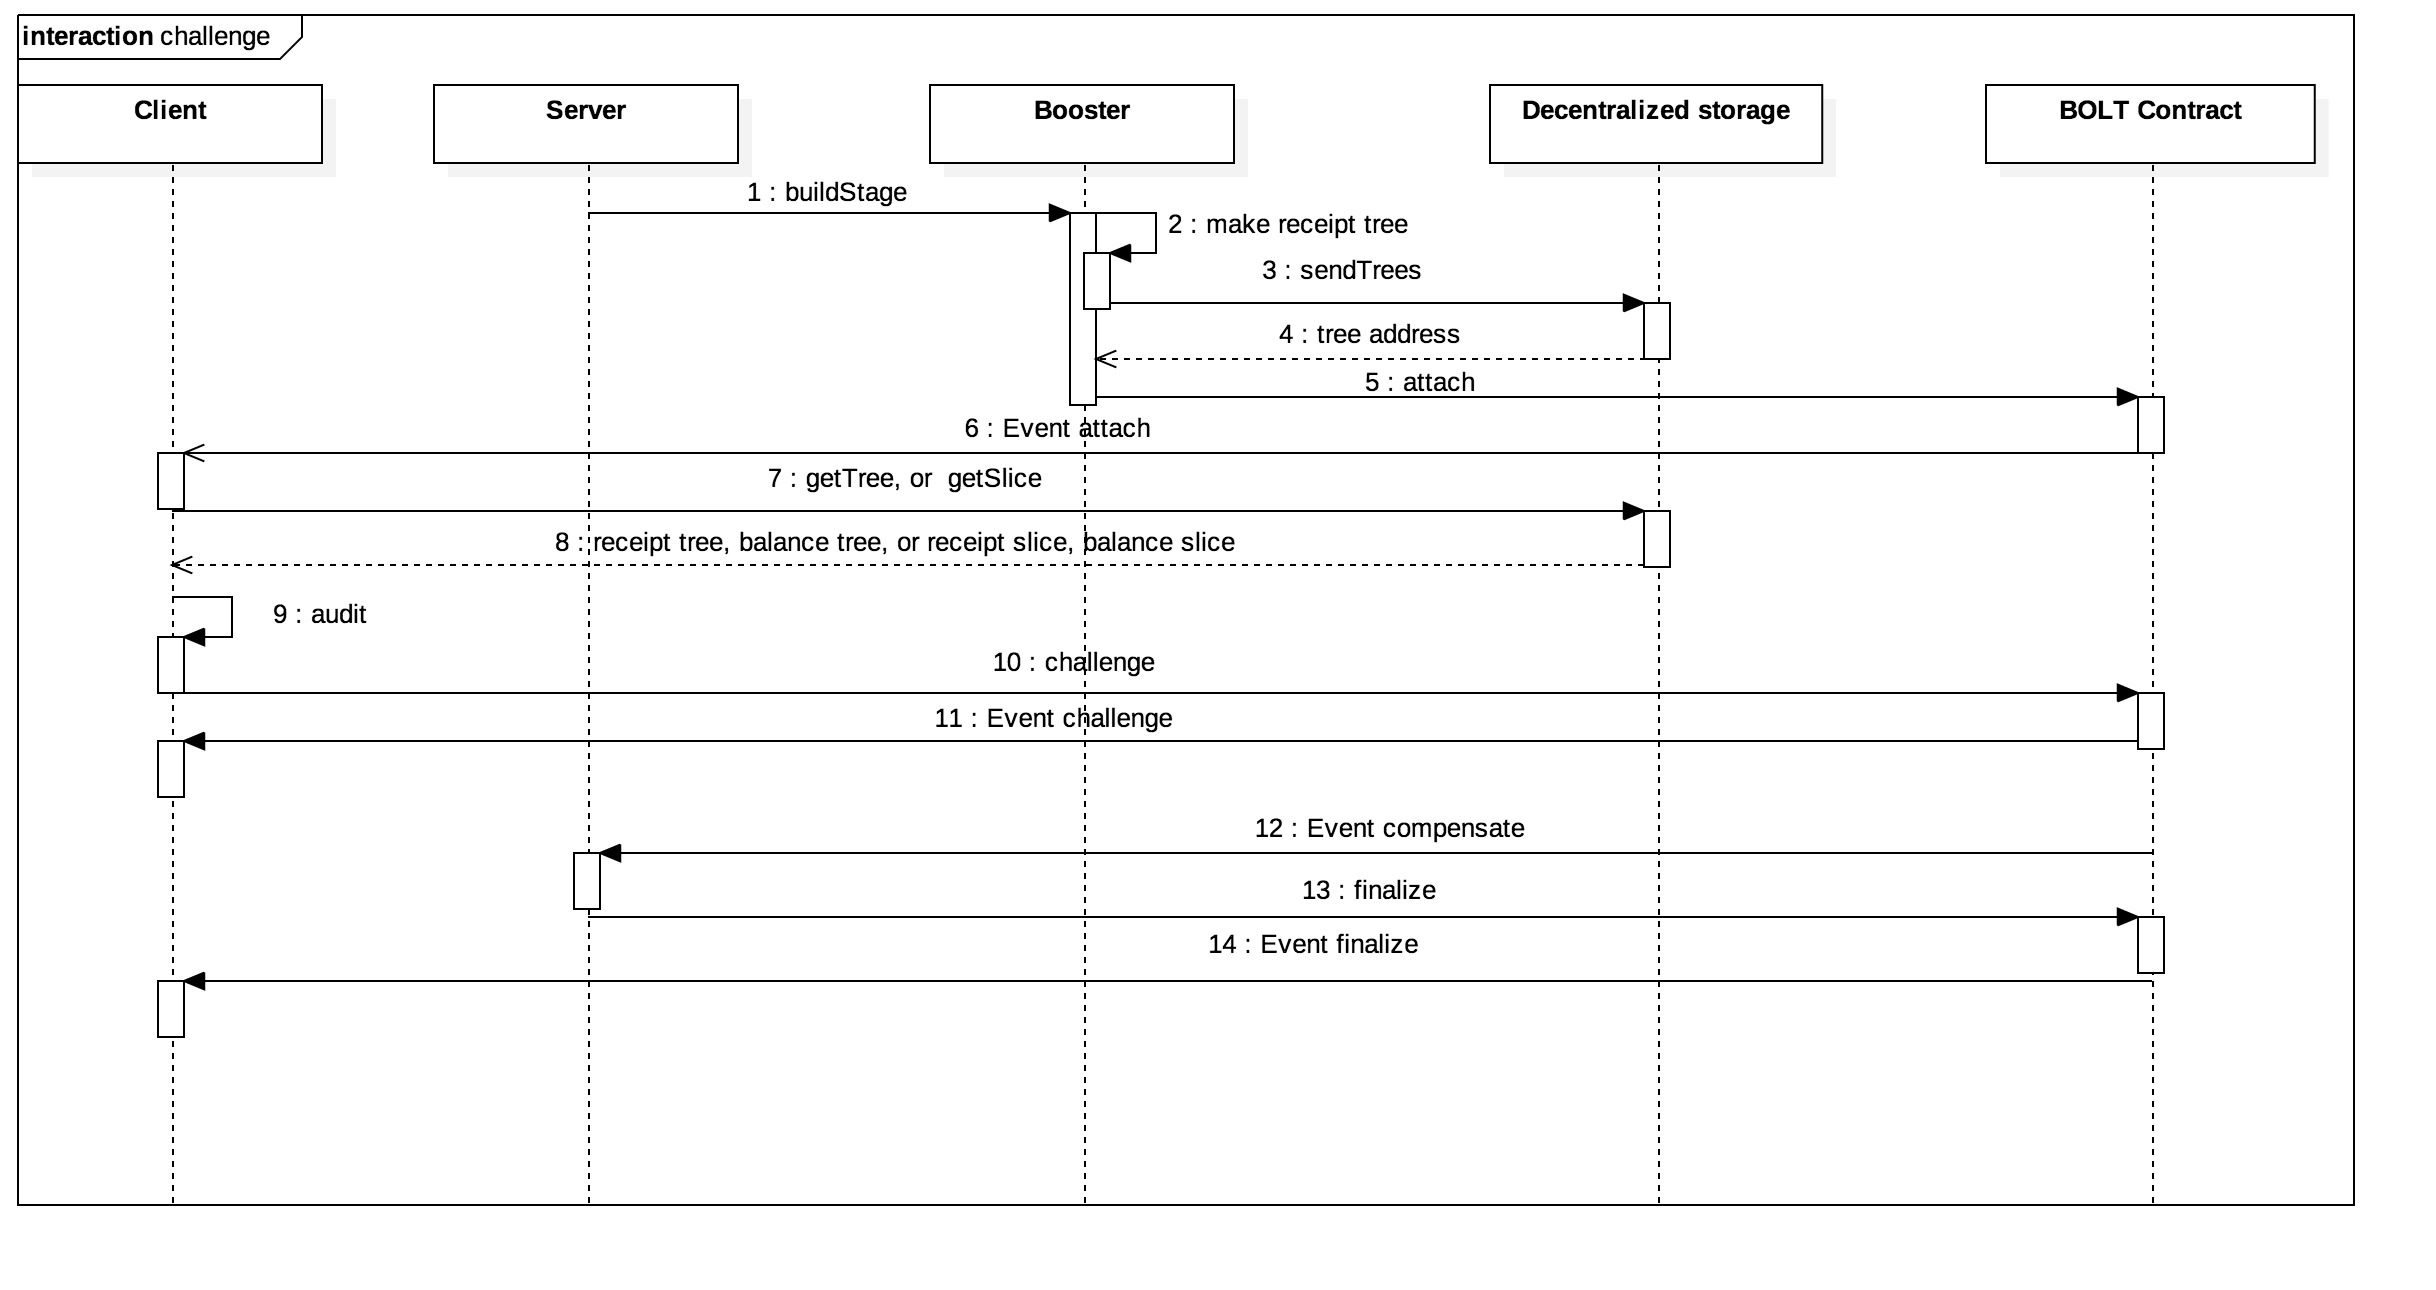 interaction challenge
Client
Server
Booster
Decentralized storage
BOLT Contract
1 : buildStage
2 : make receipt tree
3 : sendTrees
4 : tree address
5 : attach
6 : Event attach
7 : getTree, or  getSlice
8 : receipt tree, balance tree, or receipt slice, balance slice
9 : audit
10 : challenge
11 : Event challenge
12 : Event compensate
13 : finalize
14 : Event finalize